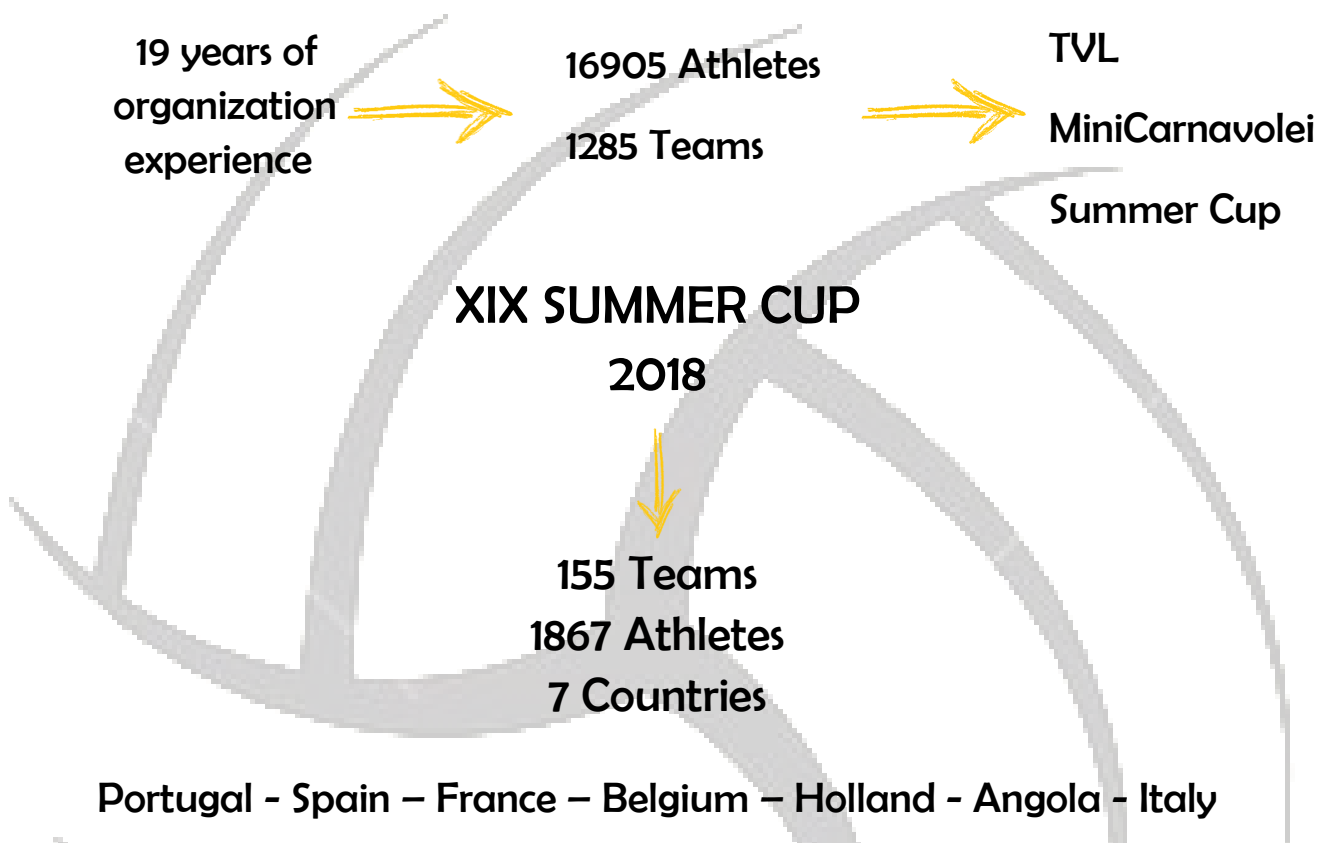 19 years of
organization
experience
16905 Athletes
1285 Teams
TVL
MiniCarnavolei
Summer Cup
XIX SUMMER CUP
2018
155 Teams
1867 Athletes
7 Countries
Portugal - Spain – France – Belgium – Holland - Angola - Italy